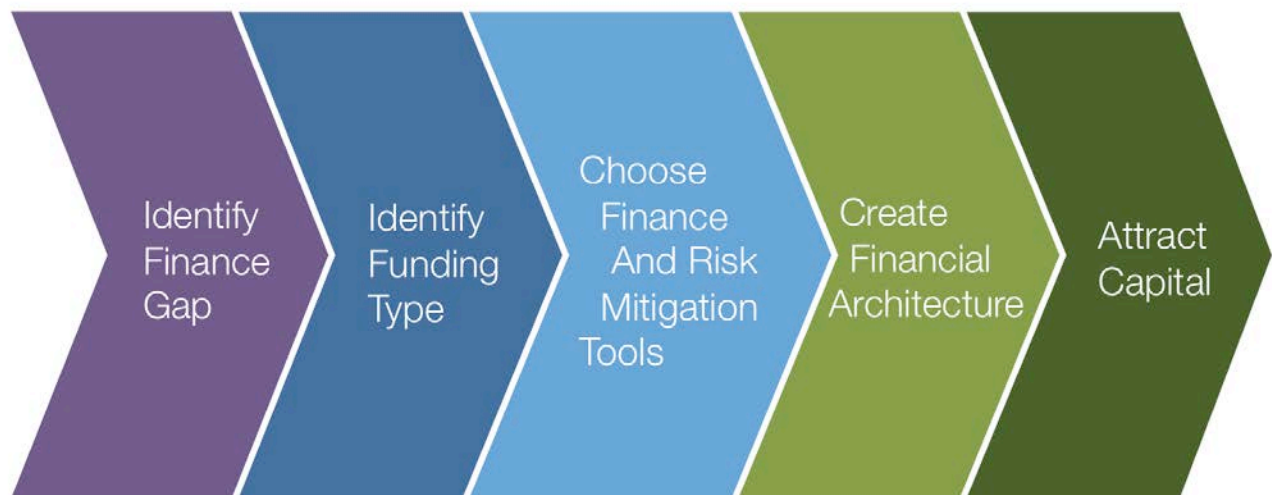 Identify
Finance
Gap
Identify
Funding
Type
Choose
Finance
And Risk
Mitigation
Tools
Create
Financial
Architecture
Attract
Capital